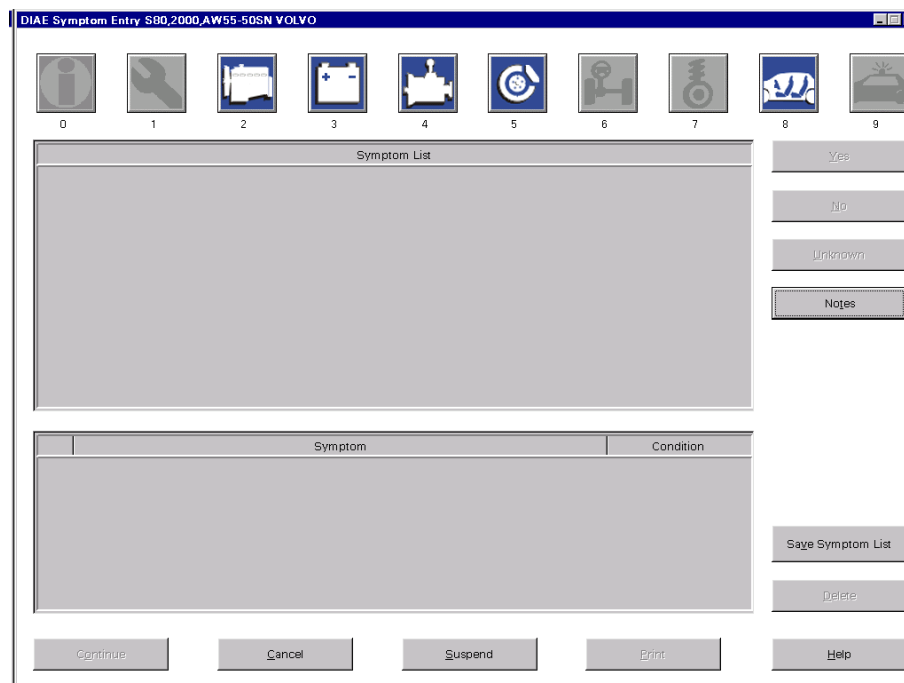 DIAE Symptom Entry S80,2000,AW55-50SN VOLVO
0 1 2 3 4 5 6 7 8 9
Symptom List
Yes
No
Unknown
Notes
Symptom Condition
Save Symptom List
Delete
Continue Cancel Suspend Print Help